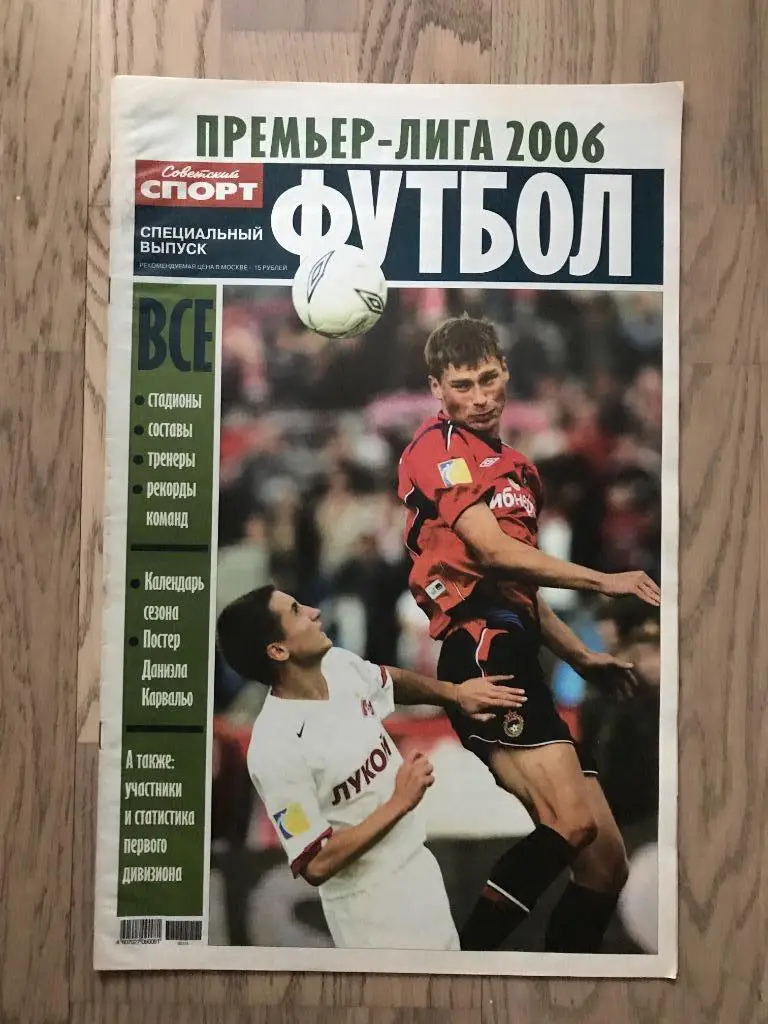 ПРЕМЬЕР-ЛИГА 2006
Советский
СПОРТ
ФУТБОЛ
СПЕЦИАЛЬНЫЙ
ВЫПУСК
РЕКОМЕНДУЕМАЯ ЦЕНА В МОСКВЕ - 15 РУБЛЕЙ
ВСЕ
• стадионы
• составы
• тренеры
• рекорды
команд
• Календарь
сезона
• Постер
Даниэла
Карвальо
А также:
участники
и статистика
первого
дивизиона
ЛУКОЙ